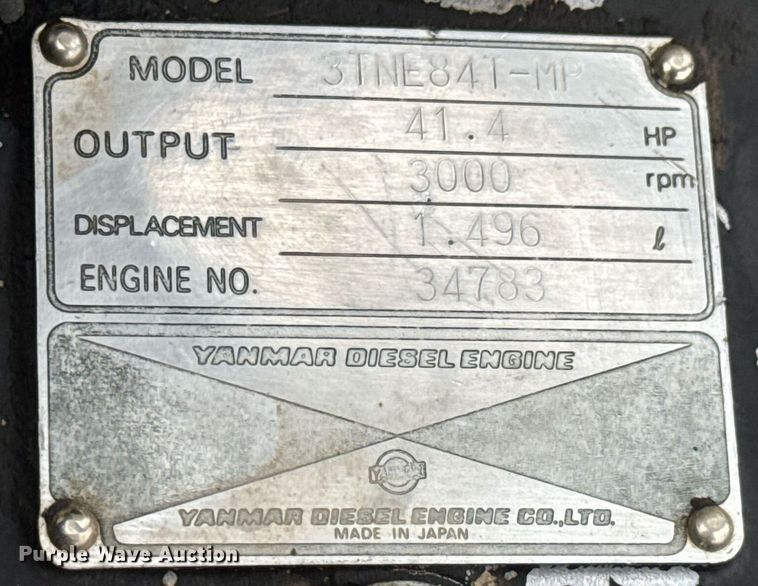 MODEL 3TNE84T-MP
OUTPUT 41.4 HP
3000 rpm
DISPLACEMENT 1.496 ℓ
ENGINE NO. 34783
YANMAR DIESEL ENGINE
YANMAR
YANMAR DIESEL ENGINE CO.,LTD.
MADE IN JAPAN
Purple Wave Auction